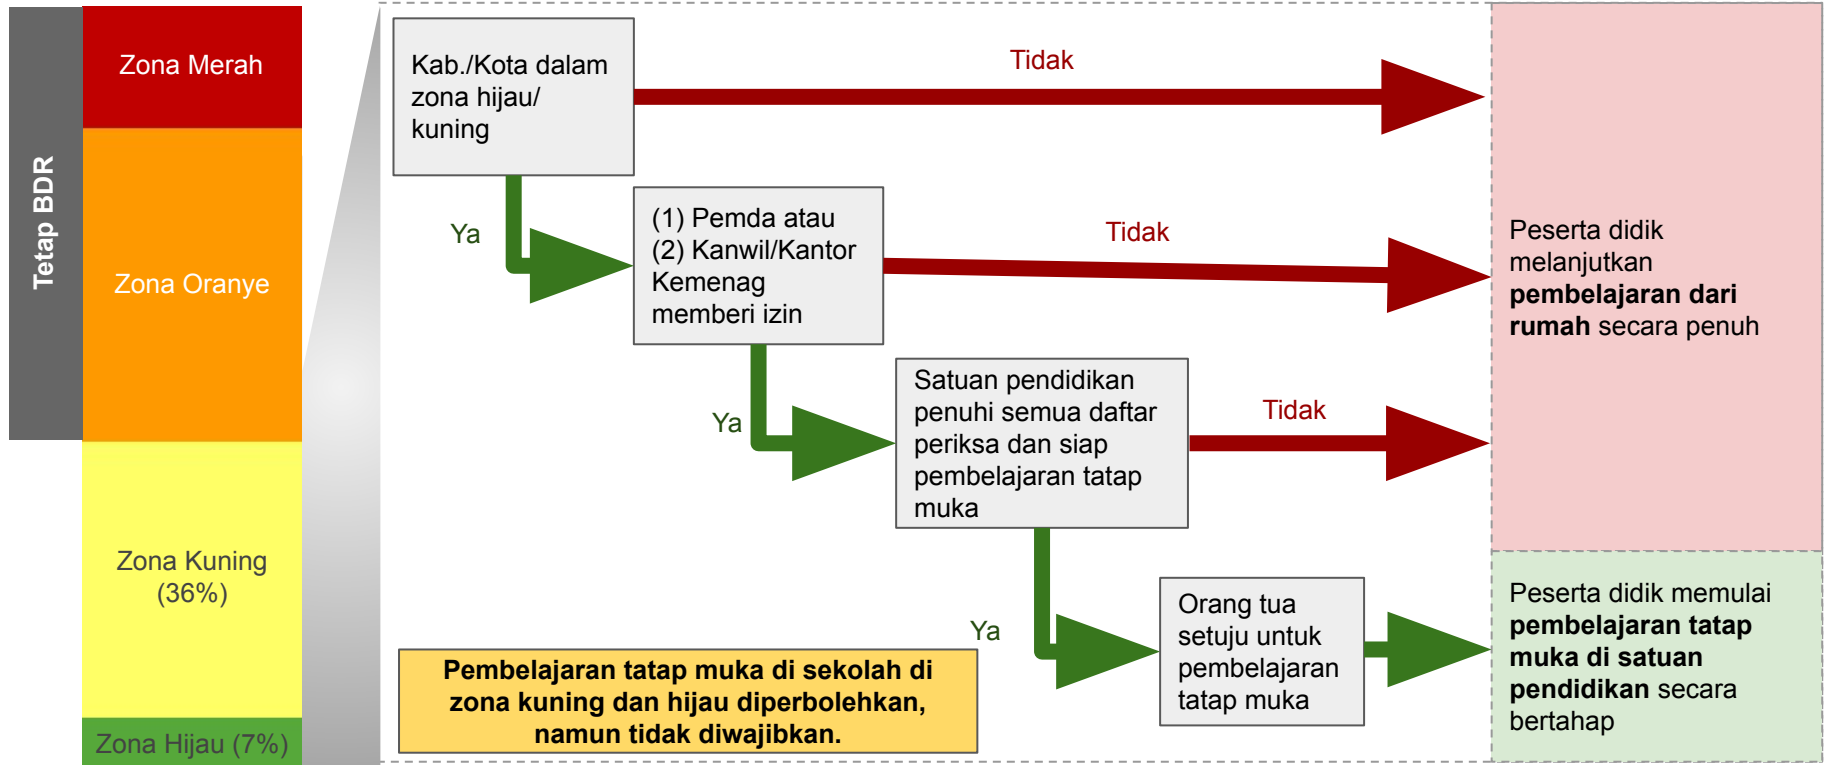 Tetap BDR
Zona Merah
Zona Oranye
Zona Kuning
(36%)
Zona Hijau (7%)
Kab./Kota dalam
zona hijau/
kuning
Tidak
Ya
(1) Pemda atau
(2) Kanwil/Kantor
Kemenag
memberi izin
Tidak
Ya
Satuan pendidikan
penuhi semua daftar
periksa dan siap
pembelajaran tatap
muka
Tidak
Ya
Orang tua
setuju untuk
pembelajaran
tatap muka
Peserta didik
melanjutkan
pembelajaran dari
rumah secara penuh
Peserta didik memulai
pembelajaran tatap
muka di satuan
pendidikan secara
bertahap
Pembelajaran tatap muka di sekolah di
zona kuning dan hijau diperbolehkan,
namun tidak diwajibkan.